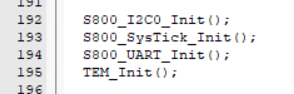 191
192 S800_I2C0_Init();
193 S800_SysTick_Init();
194 S800_UART_Init();
195 TEM_Init();
196